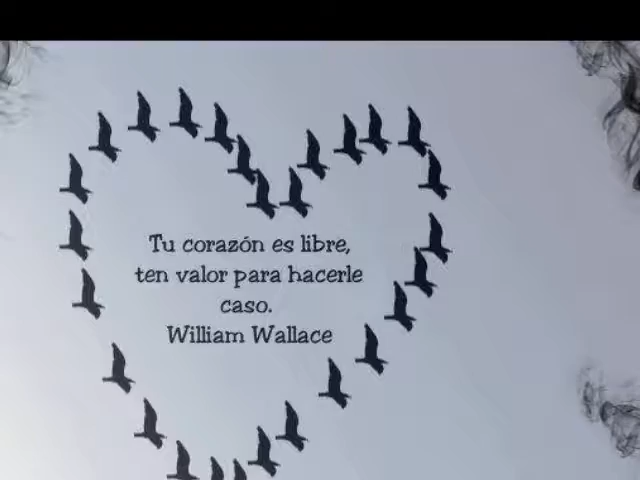 Tu corazón es libre,
ten valor para hacerle
caso.
William Wallace